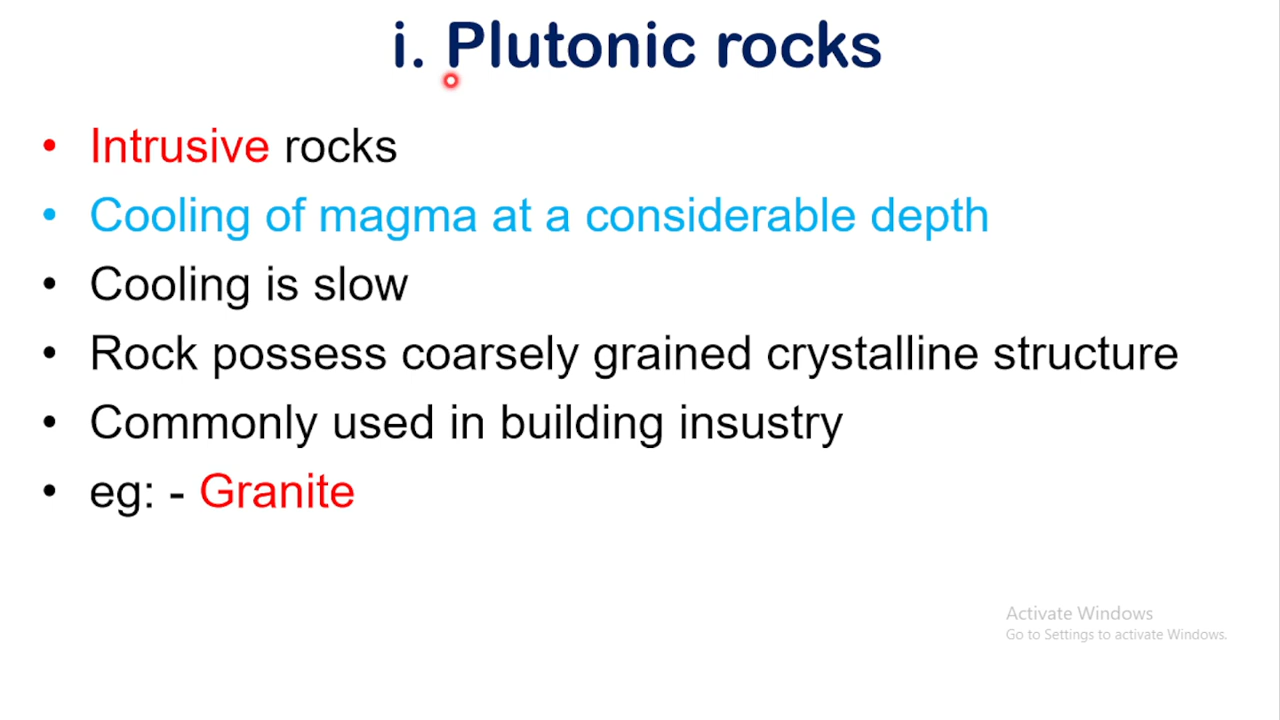 i. Plutonic rocks
• Intrusive rocks
• Cooling of magma at a considerable depth
• Cooling is slow
• Rock possess coarsely grained crystalline structure
• Commonly used in building insustry
• eg: - Granite
Activate Windows
Go to Settings to activate Windows.